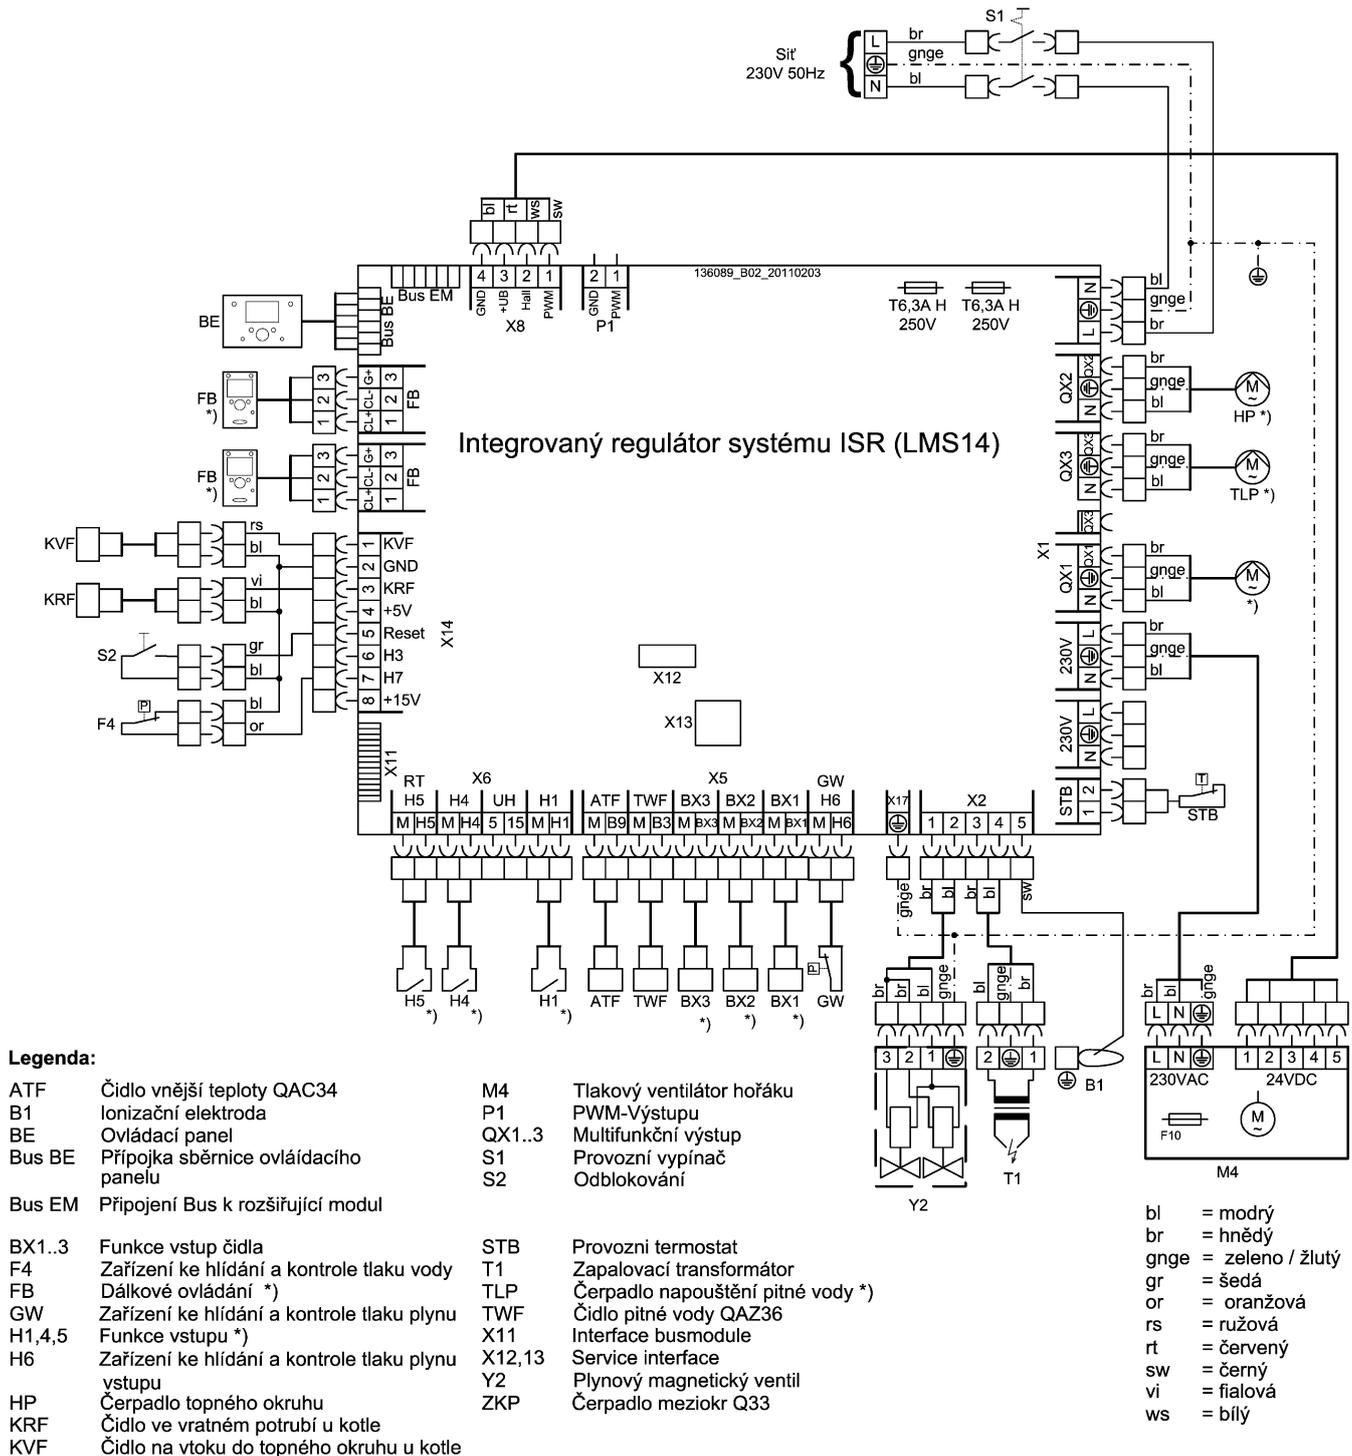 S1
Síť
230V 50Hz
L br
gnge
N bl
bl rt ws sw
4 3 2 1
GND +UB Hall PWM
X8
2 1
GND PWM
P1
Bus EM
136089_B02_20110203
T6,3A H
250V
T6,3A H
250V
BE
Bus BE
FB
*)
3 G+ 3
2 CL- 2
1 CL+ 1
FB
FB
*)
3 G+ 3
2 CL- 2
1 CL+ 1
FB
Integrovaný regulátor systému ISR (LMS14)
N bl
gnge
L br
QX2 QX2 br
gnge
N bl
M
~
HP *)
QX3 QX3 br
gnge
N bl
M
~
TLP *)
QX3
X1
QX1 QX1 br
gnge
N bl
M
~
*)
230V L br
gnge
N bl
230V L
N
STB 2
1
T
STB
KVF rs
bl
KRF vi
bl
S2 gr
bl
F4 P bl
or
1 KVF
2 GND
3 KRF
4 +5V
5 Reset
6 H3
7 H7
8 +15V
X14
X12
X13
X11
RT X6 X5 GW
H5 H4 UH H1 ATF TWF BX3 BX2 BX1 H6 X17 X2
M H5 M H4 5 15 M H1 M B9 M B3 M BX3 M BX2 M BX1 M H6 1 2 3 4 5
gnge br bl br bl sw
P
H5 H4 H1 ATF TWF BX3 BX2 BX1 GW
*) *) *) *) *) *)
br br bl gnge
bl gnge br
br bl gnge
L N
3 2 1
2 1
B1
L N
230VAC
1 2 3 4 5
24VDC
F10
M
~
M4
Y2
T1
Legenda:
ATF Čidlo vnější teploty QAC34
B1 Ionizační elektroda
BE Ovládací panel
Bus BE Přípojka sběrnice ovláídacího
panelu
Bus EM Připojení Bus k rozšiřující modul
BX1..3 Funkce vstup čidla
F4 Zařízení ke hlídání a kontrole tlaku vody
FB Dálkové ovládání *)
GW Zařízení ke hlídání a kontrole tlaku plynu
H1,4,5 Funkce vstupu *)
H6 Zařízení ke hlídání a kontrole tlaku plynu
vstupu
HP Čerpadlo topného okruhu
KRF Čidlo ve vratném potrubí u kotle
KVF Čidlo na vtoku do topného okruhu u kotle
M4 Tlakový ventilátor hořáku
P1 PWM-Výstupu
QX1..3 Multifunkční výstup
S1 Provozní vypínač
S2 Odblokování
STB Provozni termostat
T1 Zapalovací transformátor
TLP Čerpadlo napouštění pitné vody *)
TWF Čidlo pitné vody QAZ36
X11 Interface busmodule
X12,13 Service interface
Y2 Plynový magnetický ventil
ZKP Čerpadlo meziokr Q33
bl = modrý
br = hnědý
gnge = zeleno / žlutý
gr = šedá
or = oranžová
rs = ružová
rt = červený
sw = černý
vi = fialová
ws = bílý